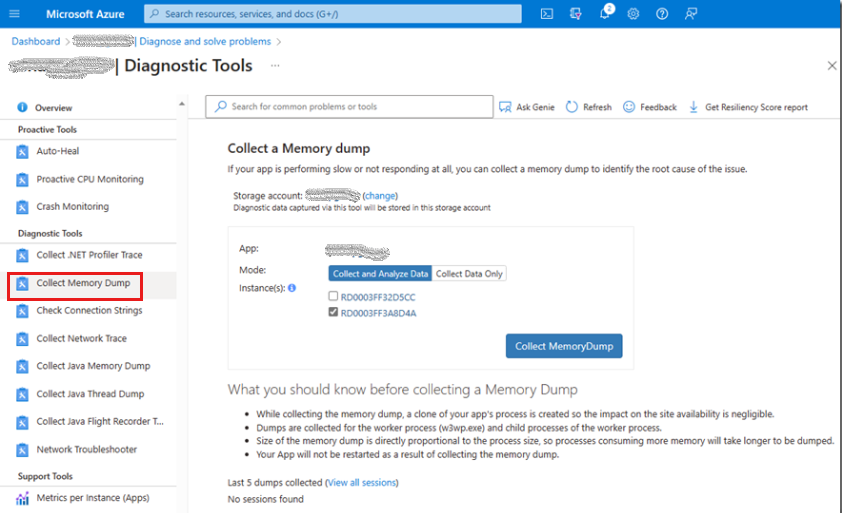 Microsoft Azure
Search resources, services, and docs (G+/)
2
Dashboard > | Diagnose and solve problems >
| Diagnostic Tools ...
Overview
Proactive Tools
Auto-Heal
Proactive CPU Monitoring
Crash Monitoring
Diagnostic Tools
Collect .NET Profiler Trace
Collect Memory Dump
Check Connection Strings
Collect Network Trace
Collect Java Memory Dump
Collect Java Thread Dump
Collect Java Flight Recorder T...
Network Troubleshooter
Support Tools
Metrics per Instance (Apps)
Search for common problems or tools
Ask Genie
Refresh
Feedback
Get Resiliency Score report
Collect a Memory dump
If your app is performing slow or not responding at all, you can collect a memory dump to identify the root cause of the issue.
Storage account: (change)
Diagnostic data captured via this tool will be stored in this storage account
App:
Mode: Collect and Analyze Data Collect Data Only
Instance(s):
RD0003FF32D5CC
RD0003FF3A8D4A
Collect MemoryDump
What you should know before collecting a Memory Dump
• While collecting the memory dump, a clone of your app's process is created so the impact on the site availability is negligible.
• Dumps are collected for the worker process (w3wp.exe) and child processes of the worker process.
• Size of the memory dump is directly proportional to the process size, so processes consuming more memory will take longer to be dumped.
• Your App will not be restarted as a result of collecting the memory dump.
Last 5 dumps collected (View all sessions)
No sessions found